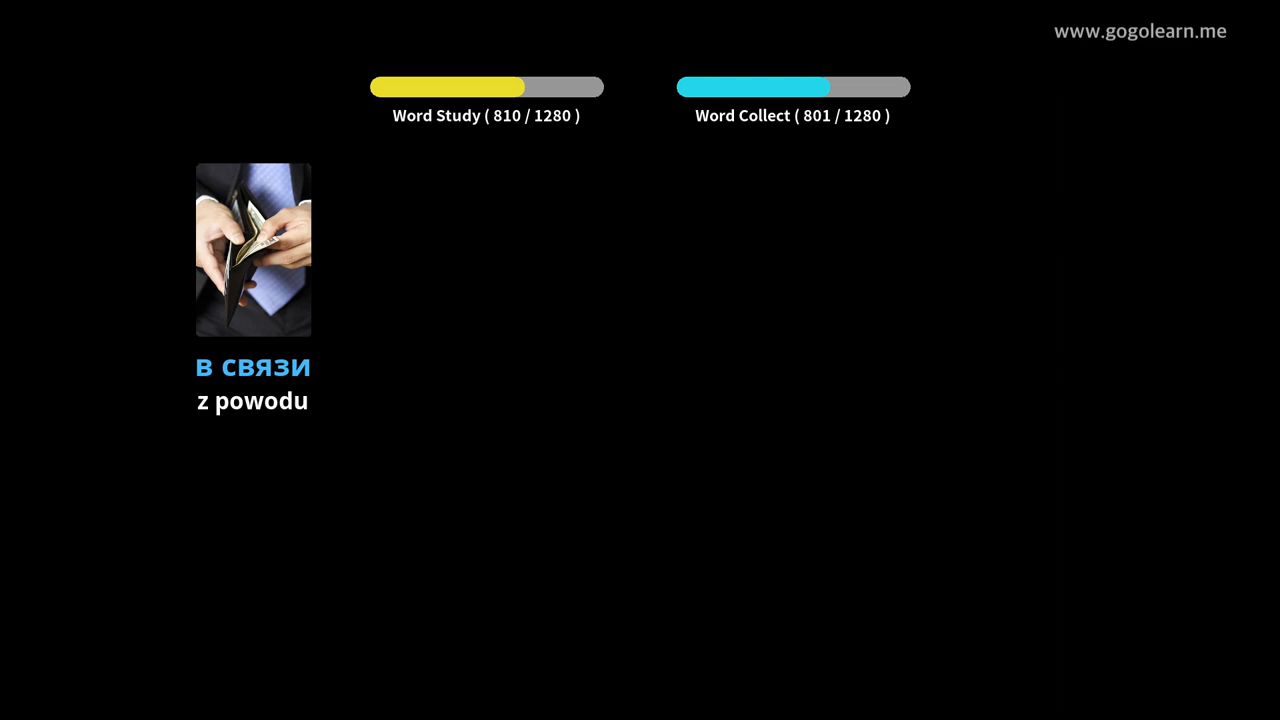 www.gogolearn.me
Word Study ( 810 / 1280 )
Word Collect ( 801 / 1280 )
в связи
z powodu